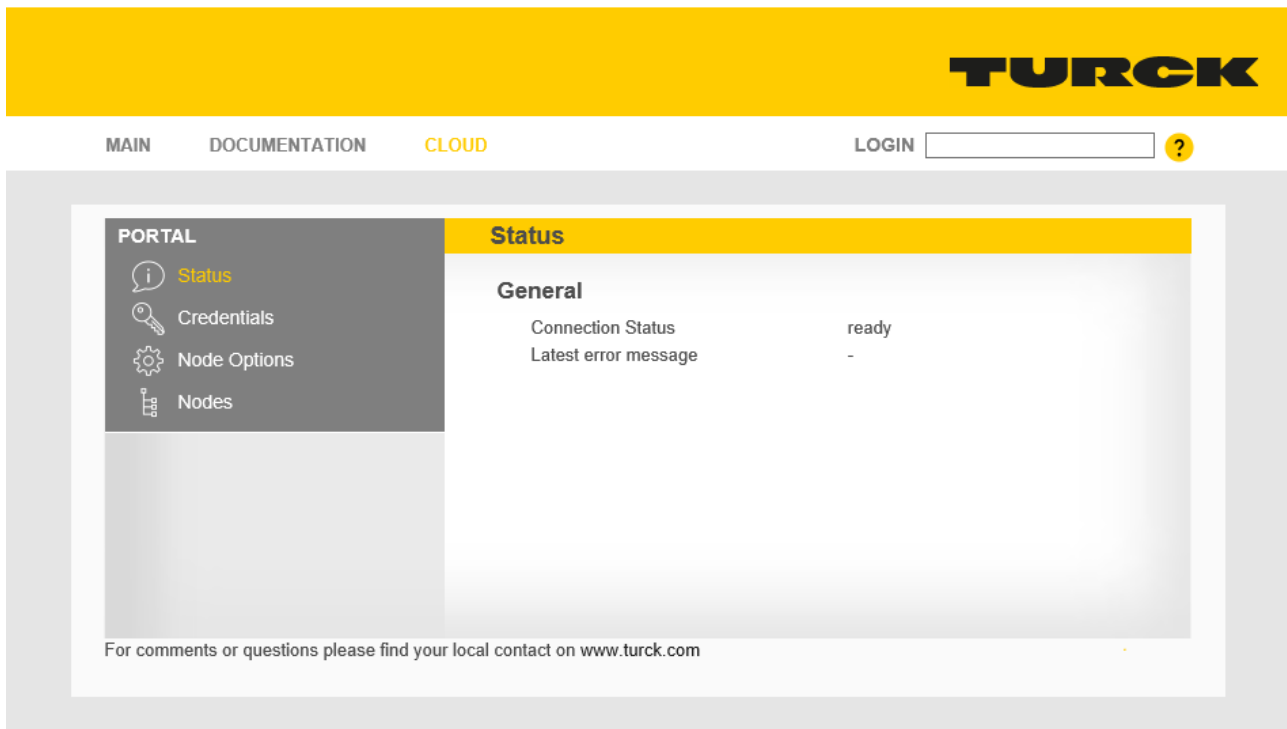 TURCK
MAIN DOCUMENTATION CLOUD LOGIN ?
PORTAL
Status
Credentials
Node Options
Nodes
Status
General
Connection Status ready
Latest error message -
For comments or questions please find your local contact on www.turck.com